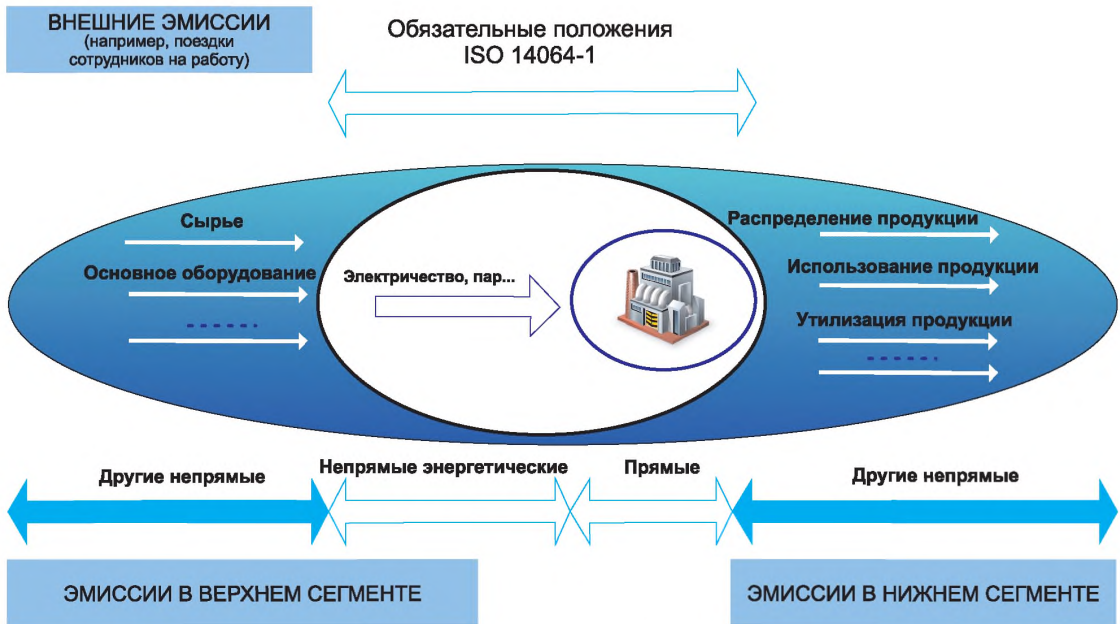 ВНЕШНИЕ ЭМИССИИ
(например, поездки
сотрудников на работу)
Обязательные положения
ISO 14064-1
Сырье
Основное оборудование
Электричество, пар...
Распределение продукции
Использование продукции
Утилизация продукции
Другие непрямые
Непрямые энергетические
Прямые
Другие непрямые
ЭМИССИИ В ВЕРХНЕМ СЕГМЕНТЕ
ЭМИССИИ В НИЖНЕМ СЕГМЕНТЕ